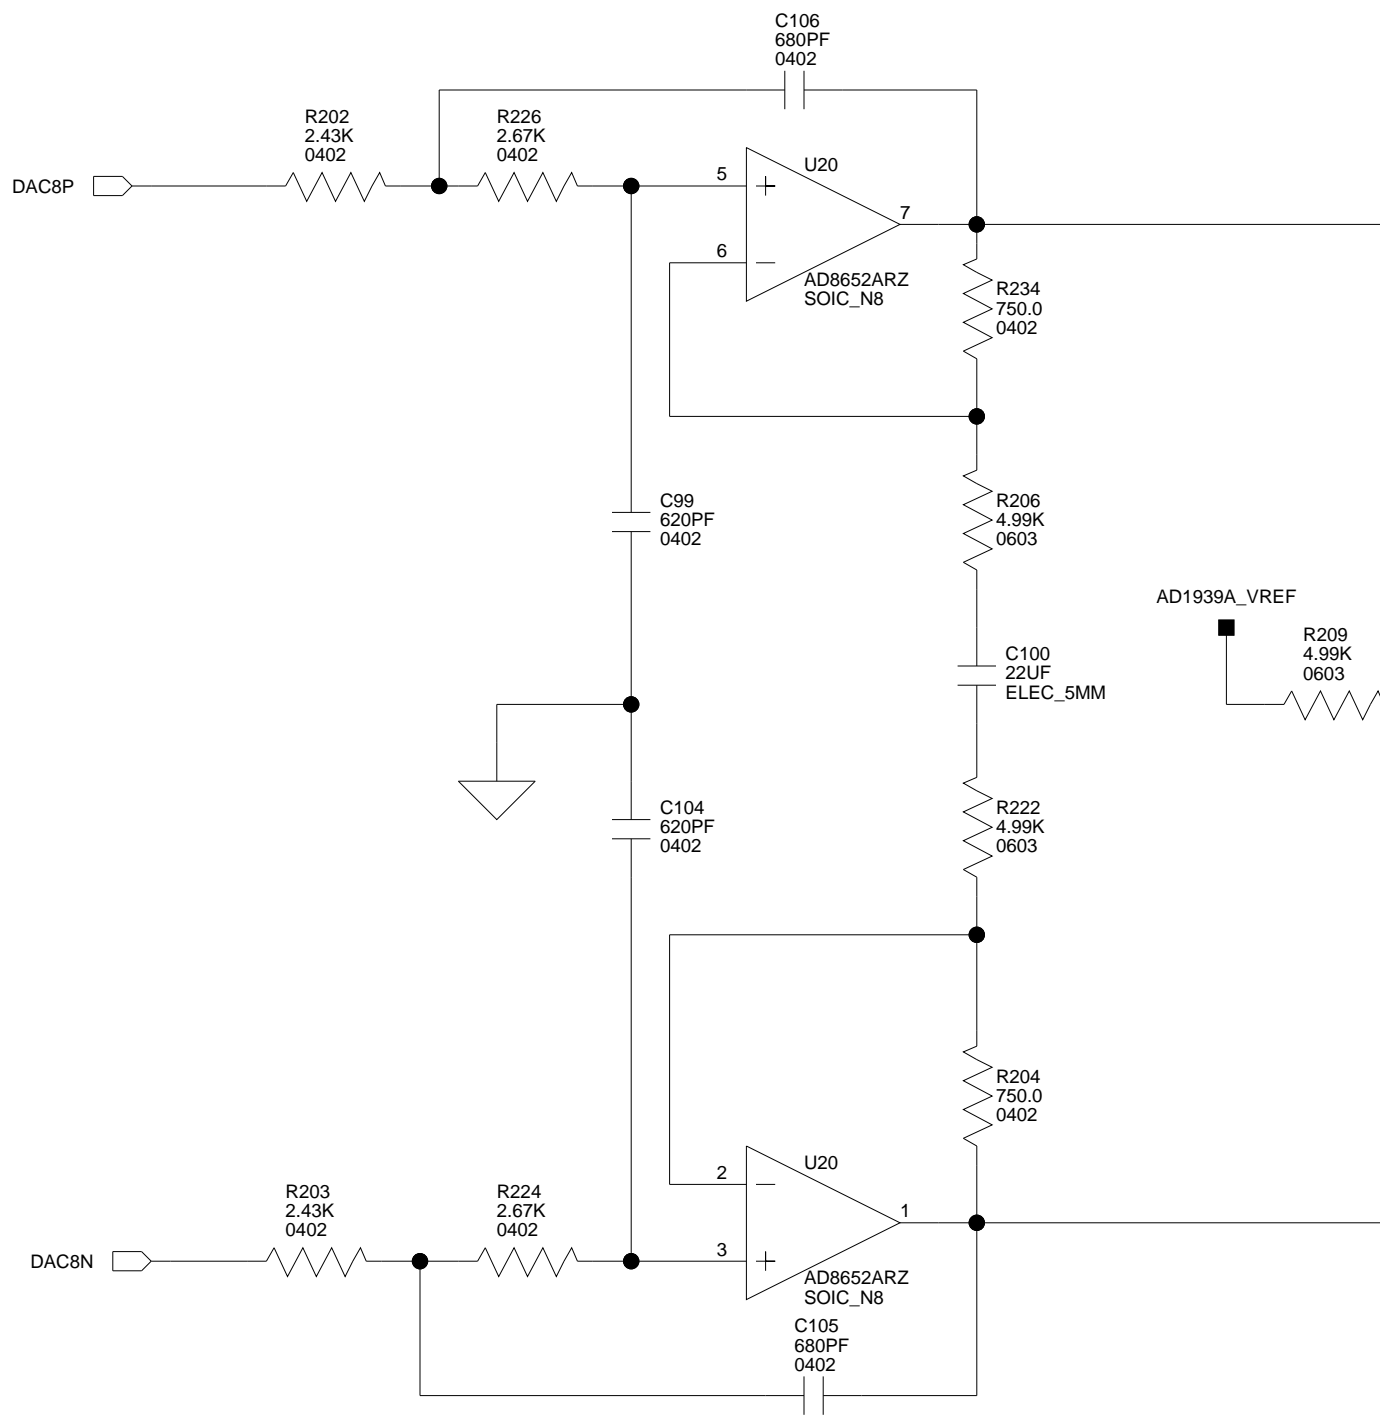 C106
680PF
0402
R202
2.43K
0402
R226
2.67K
0402
DAC8P
5
6
7
U20
AD8652ARZ
SOIC_N8
R234
750.0
0402
C99
620PF
0402
R206
4.99K
0603
AD1939A_VREF
R209
4.99K
0603
C100
22UF
ELEC_5MM
C104
620PF
0402
R222
4.99K
0603
R204
750.0
0402
U20
2
3
1
AD8652ARZ
SOIC_N8
R203
2.43K
0402
R224
2.67K
0402
DAC8N
C105
680PF
0402